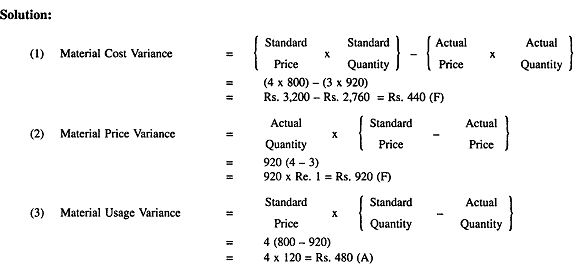 Solution:
(1) Material Cost Variance = { Standard Price x Standard Quantity } – { Actual Price x Actual Quantity }
= (4 x 800) – (3 x 920)
= Rs. 3,200 – Rs. 2,760 = Rs. 440 (F)
(2) Material Price Variance = Actual Quantity x { Standard Price – Actual Price }
= 920 (4 – 3)
= 920 x Re. 1 = Rs. 920 (F)
(3) Material Usage Variance = Standard Price x { Standard Quantity – Actual Quantity }
= 4 (800 – 920)
= 4 x 120 = Rs. 480 (A)